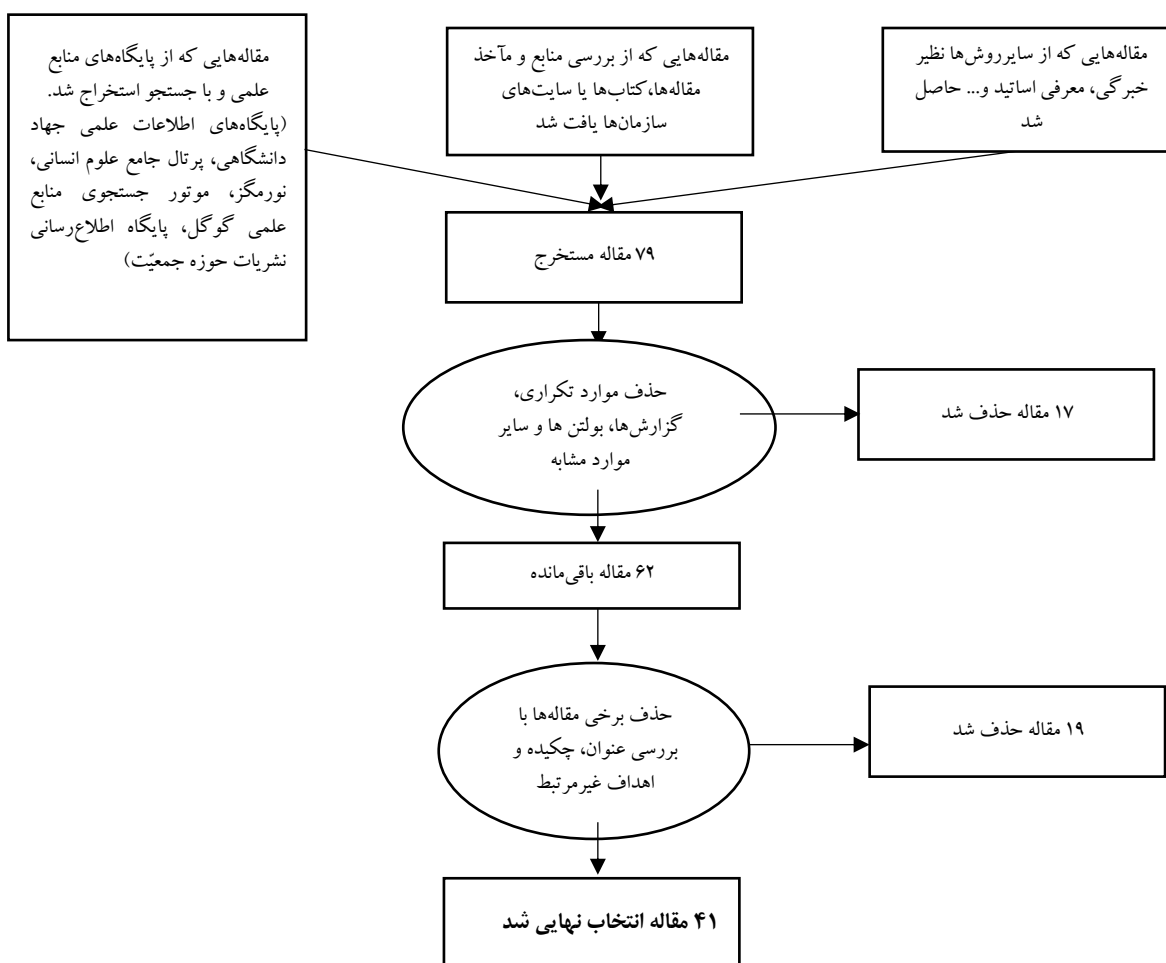 مقاله‌هایی که از سایرروش‌ها نظیر
خبرگی، معرفی اساتید و... حاصل
شد
مقاله‌هایی که از بررسی منابع و مآخذ
مقاله‌ها،کتاب‌ها یا سایت‌های
سازمان‌ها یافت شد
مقاله‌هایی که از پایگاه‌های منابع
علمی و با جستجو استخراج شد.
(پایگاه‌های اطلاعات علمی جهاد
دانشگاهی، پرتال جامع علوم انسانی،
نورمگز، موتور جستجوی منابع
علمی گوگل، پایگاه اطلاع‌رسانی
نشریات حوزه جمعیّت)
۷۹ مقاله مستخرج
حذف موارد تکراری،
گزارش‌ها، بولتن ها و سایر
موارد مشابه
۱۷ مقاله حذف شد
۶۲ مقاله باقی‌مانده
حذف برخی مقاله‌ها با
بررسی عنوان، چکیده و
اهداف غیرمرتبط
۱۹ مقاله حذف شد
۴۱ مقاله انتخاب نهایی شد